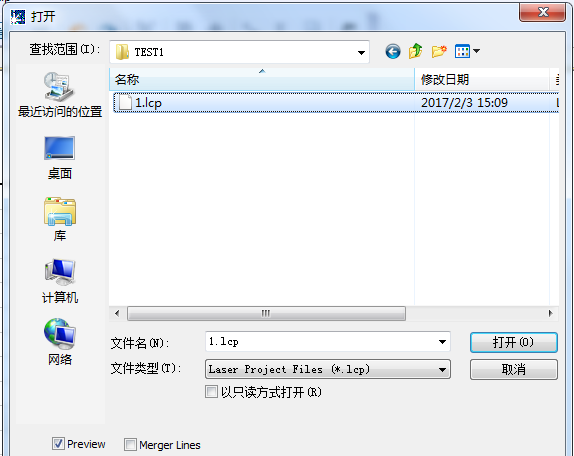 打开
查找范围(I): TEST1
名称 修改日期
1.lcp 2017/2/3 15:09
最近访问的位置
桌面
库
计算机
网络
文件名(N): 1.lcp 打开(O)
文件类型(T): Laser Project Files (*.lcp) 取消
以只读方式打开(R)
Preview Merger Lines